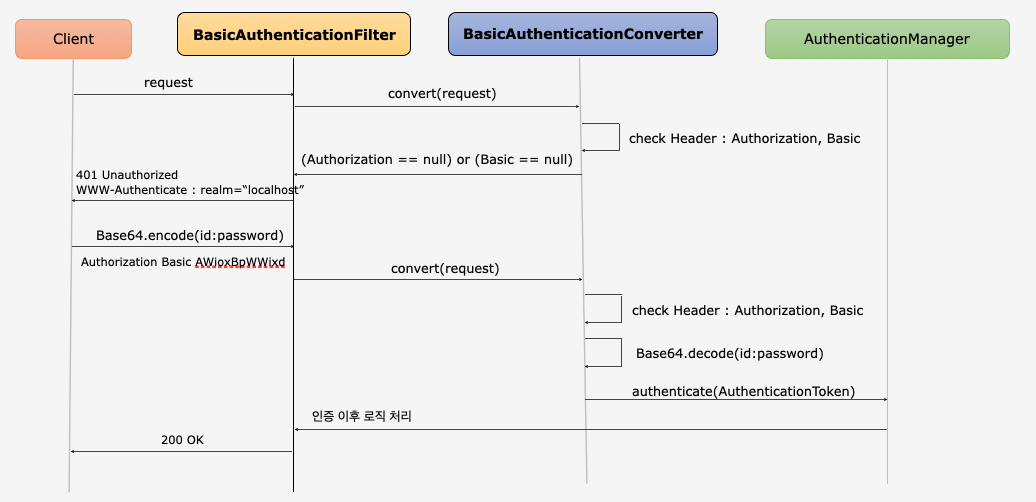 Client
BasicAuthenticationFilter
BasicAuthenticationConverter
AuthenticationManager
request
convert(request)
check Header : Authorization, Basic
(Authorization == null) or (Basic == null)
401 Unauthorized
WWW-Authenticate : realm=“localhost”
Base64.encode(id:password)
Authorization Basic AWioxBpWWixd
convert(request)
check Header : Authorization, Basic
Base64.decode(id:password)
authenticate(AuthenticationToken)
인증 이후 로직 처리
200 OK